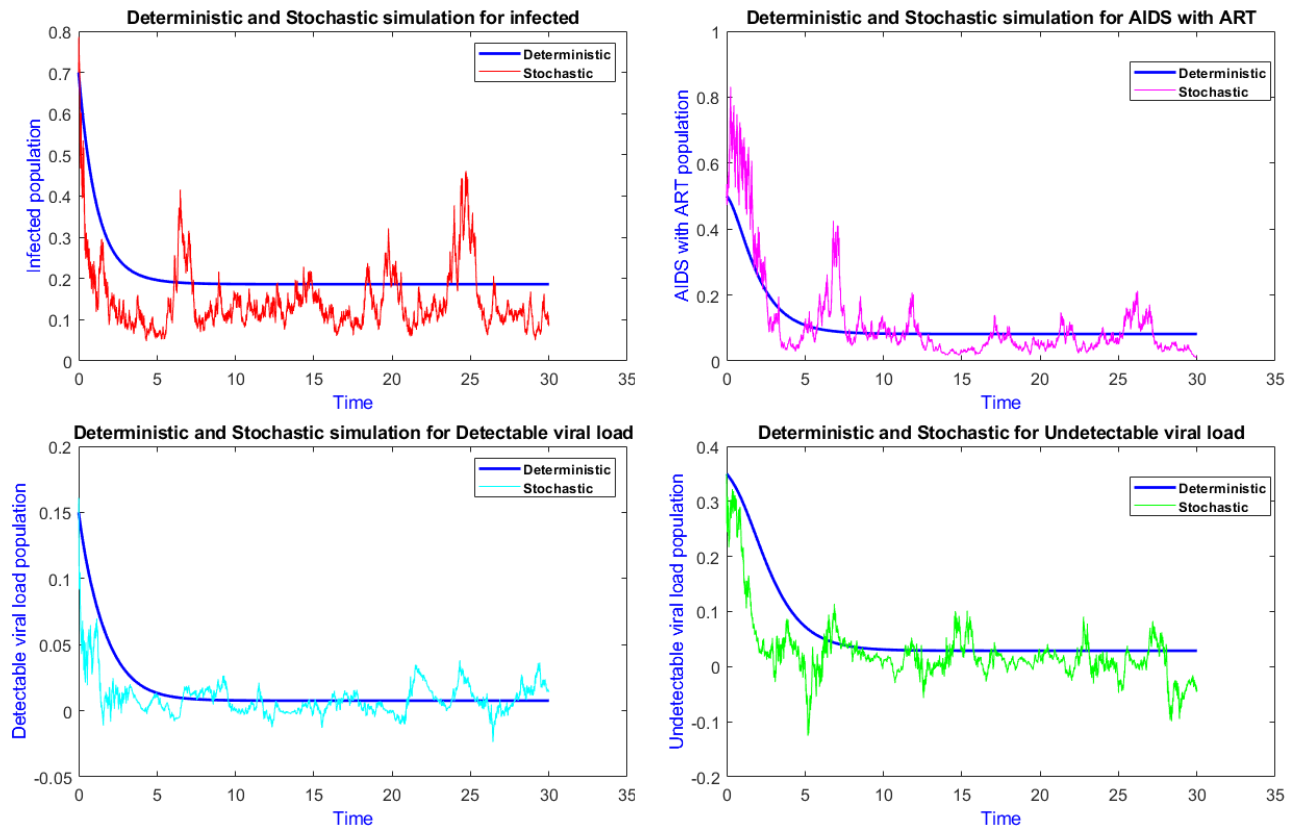 Deterministic and Stochastic simulation for infected
0.8
0.7
0.6
0.5
0.4
0.3
0.2
0.1
0
Infected population
Deterministic
Stochastic
0 5 10 15 20 25 30 35
Time
Deterministic and Stochastic simulation for AIDS with ART
1
0.8
0.6
0.4
0.2
0
AIDS with ART population
Deterministic
Stochastic
0 5 10 15 20 25 30 35
Time
Deterministic and Stochastic simulation for Detectable viral load
0.2
0.15
0.1
0.05
0
-0.05
Detectable viral load population
Deterministic
Stochastic
0 5 10 15 20 25 30 35
Time
Deterministic and Stochastic for Undetectable viral load
0.4
0.3
0.2
0.1
0
-0.1
-0.2
Undetectable viral load population
Deterministic
Stochastic
0 5 10 15 20 25 30 35
Time